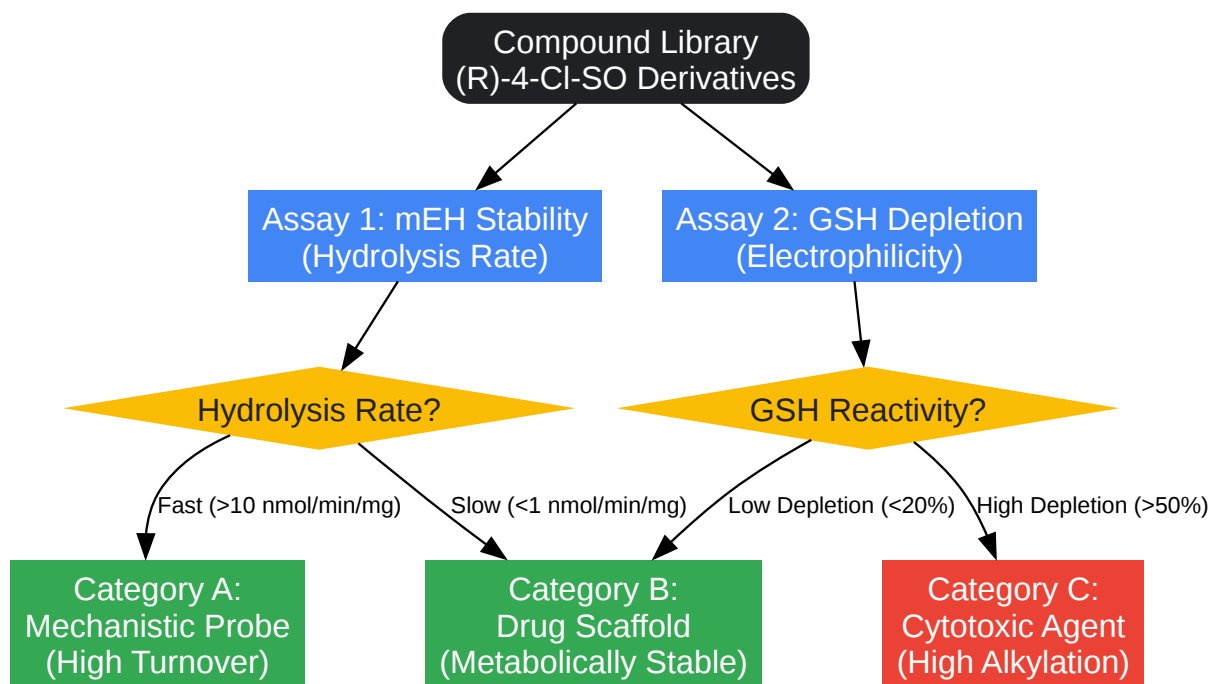 Compound Library
(R)-4-Cl-SO Derivatives
Assay 1: mEH Stability
(Hydrolysis Rate)
Assay 2: GSH Depletion
(Electrophilicity)
Hydrolysis Rate?
GSH Reactivity?
Fast (>10 nmol/min/mg)
Slow (<1 nmol/min/mg)
Low Depletion (<20%)
High Depletion (>50%)
Category A:
Mechanistic Probe
(High Turnover)
Category B:
Drug Scaffold
(Metabolically Stable)
Category C:
Cytotoxic Agent
(High Alkylation)